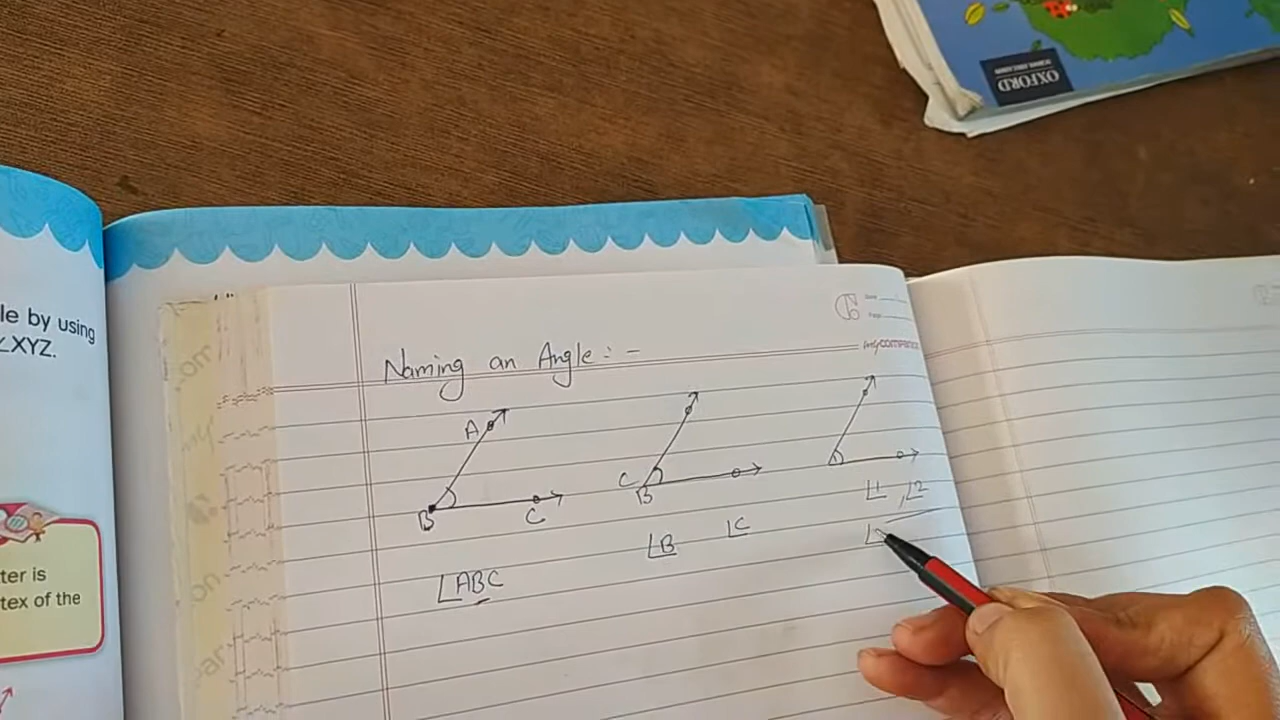 OXFORD
le by using
∠XYZ.
Naming an Angle :-
A
B
C
C
B
∠1, ∠2
∠B
∠C
∠
∠ABC
ter is
tex of the